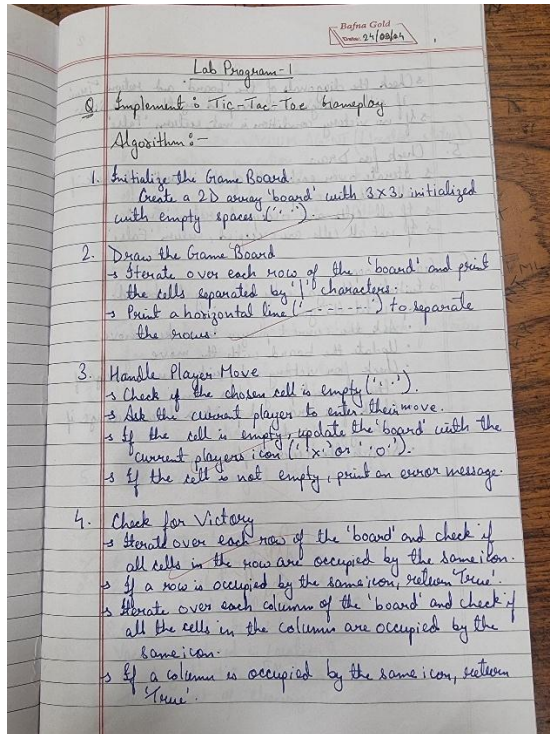 Bafna Gold
Date: 24/09/24
Lab Program-1
Q Implement : Tic-Tac-Toe Gameplay
Algorithm :-
1. Initialize the Game Board
Create a 2D array 'board' with 3x3, initialized
with empty spaces (' ').
2. Draw the Game Board
→ Iterate over each row of the 'board' and print
the cells separated by '|' characters.
→ Print a horizontal line ('------') to separate
the rows.
3. Handle Player Move
→ Check if the chosen cell is empty (' ').
→ Ask the current player to enter their move.
→ If the cell is empty, update the 'board' with the
current players icon ('x' or 'o').
→ If the cell is not empty, print an error message.
4. Check for Victory
→ Iterate over each row of the 'board' and check if
all cells in the row are occupied by the same icon.
→ If a row is occupied by the same icon, return 'True'.
→ Iterate over each column of the 'board' and check if
all the cells in the column are occupied by the
same icon.
→ If a column is occupied by the same icon, return
'True'.